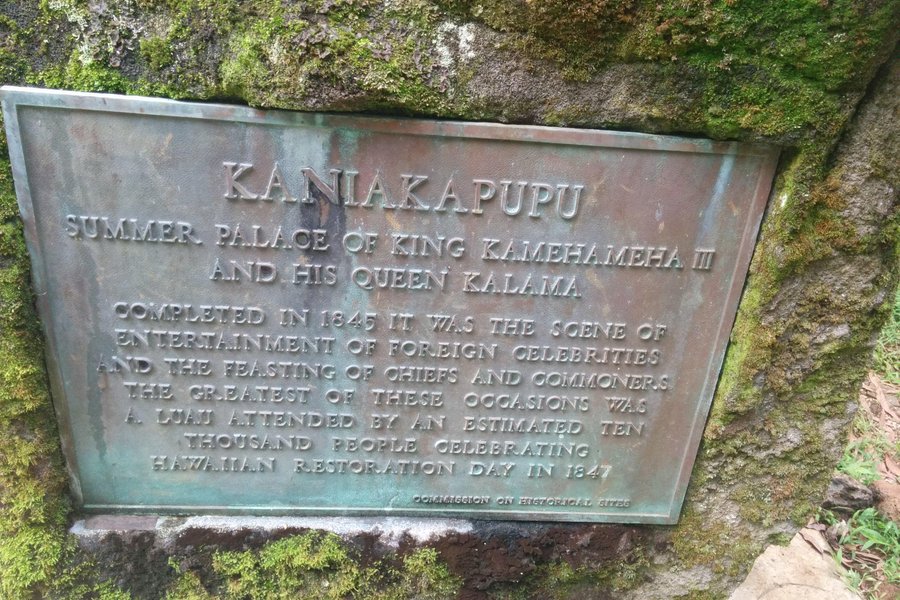 KANIAKAPUPU
SUMMER PALACE OF KING KAMEHAMEHA III
AND HIS QUEEN KALAMA
COMPLETED IN 1845 IT WAS THE SCENE OF
ENTERTAINMENT OF FOREIGN CELEBRITIES
AND THE FEASTING OF CHIEFS AND COMMONERS.
THE GREATEST OF THESE OCCASIONS WAS
A LUAU ATTENDED BY AN ESTIMATED TEN
THOUSAND PEOPLE CELEBRATING
HAWAIIAN RESTORATION DAY IN 1847
COMMISSION ON HISTORICAL SITES